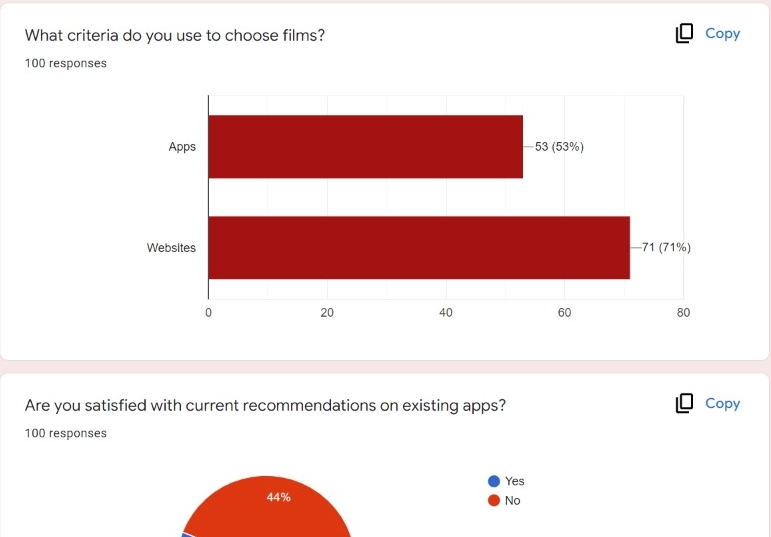 What criteria do you use to choose films?
Copy
100 responses
Apps
53 (53%)
Websites
71 (71%)
0 20 40 60 80
Are you satisfied with current recommendations on existing apps?
Copy
100 responses
44%
Yes
No